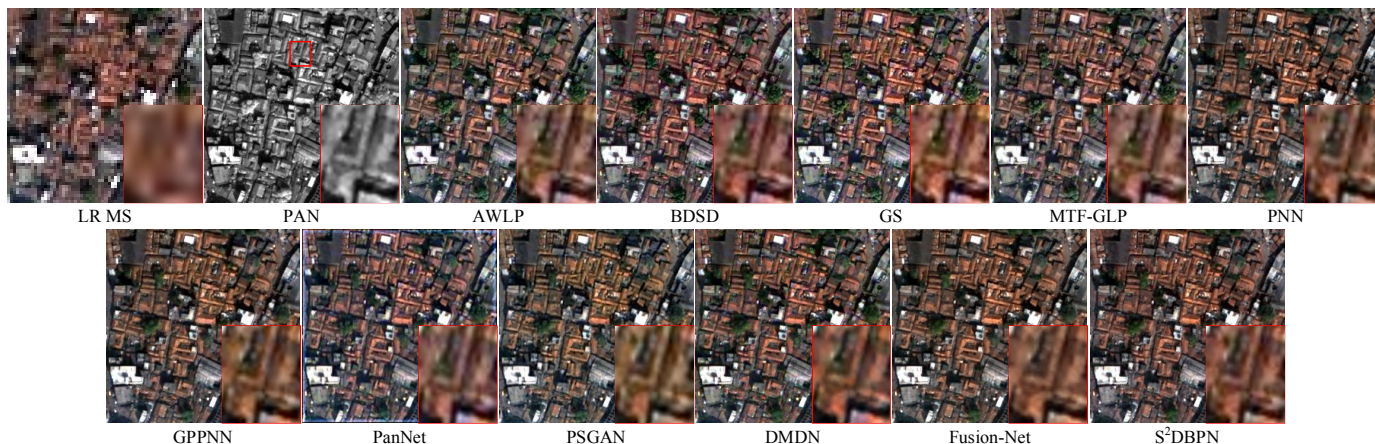 LR MS PAN AWLP BDSD GS MTF-GLP PNN
GPPNN PanNet PSGAN DMDN Fusion-Net S²DBPN